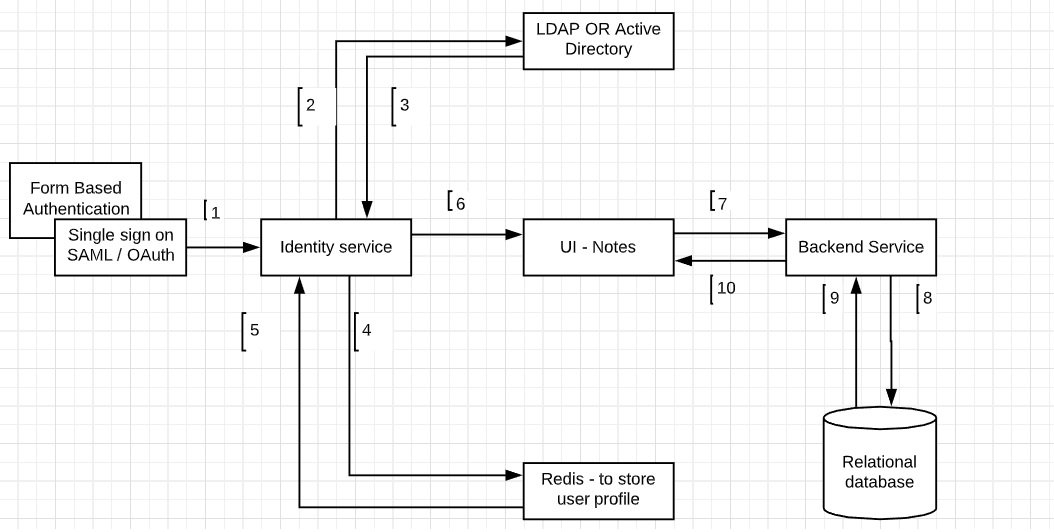 LDAP OR Active
Directory
2
3
Form Based
Authentication
Single sign on
SAML / OAuth
1
Identity service
6
UI - Notes
7
Backend Service
10
9
8
5
4
Relational
database
Redis - to store
user profile